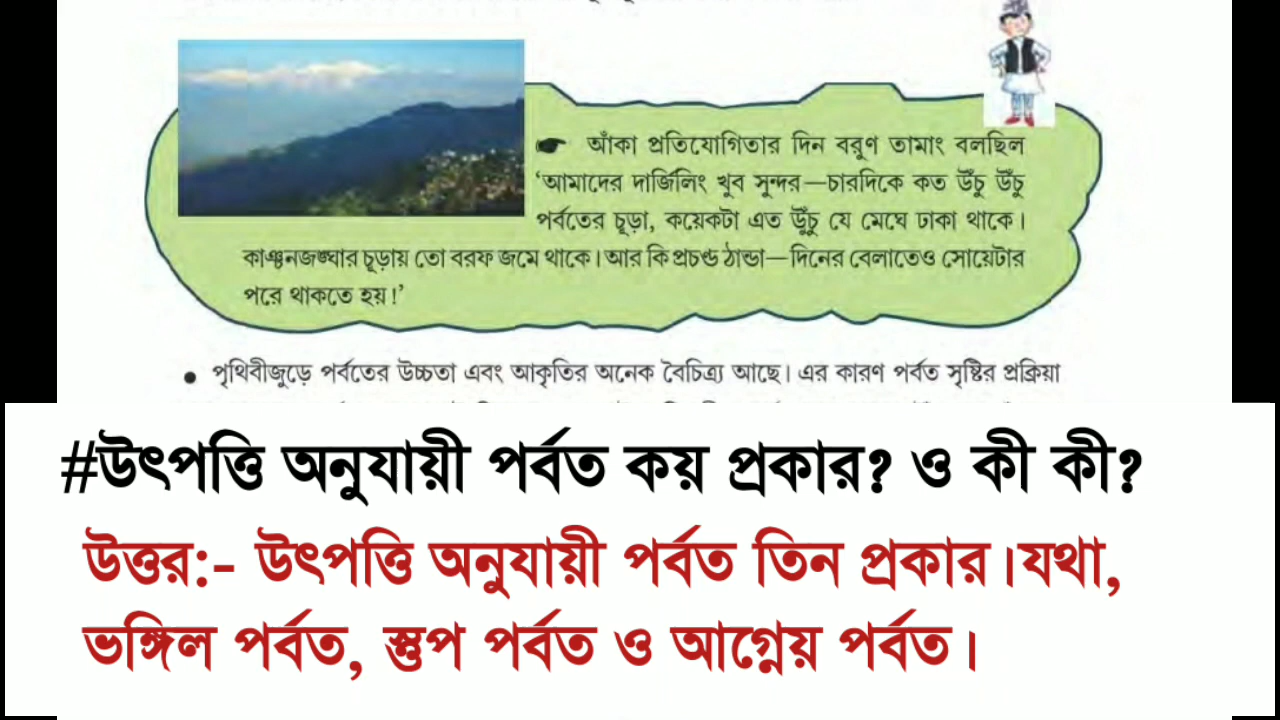 আঁকা প্রতিযোগিতার দিন বরুণ তামাং বলছিল
‘আমাদের দার্জিলিং খুব সুন্দর—চারদিকে কত উঁচু উঁচু
পর্বতের চূড়া, কয়েকটা এত উুঁচু যে মেঘে ঢাকা থাকে।
কাঞ্চনজঙ্ঘার চূড়ায় তো বরফ জমে থাকে। আর কি প্রচণ্ড ঠান্ডা—দিনের বেলাতেও সোয়েটার
পরে থাকতে হয়!’
• পৃথিবীজুড়ে পর্বতের উচ্চতা এবং আকৃতির অনেক বৈচিত্র্য আছে। এর কারণ পর্বত সৃষ্টির প্রক্রিয়া
#উৎপত্তি অনুযায়ী পর্বত কয় প্রকার? ও কী কী?
উত্তর:- উৎপত্তি অনুযায়ী পর্বত তিন প্রকার।যথা,
ভঙ্গিল পর্বত, স্তুপ পর্বত ও আগ্নেয় পর্বত।